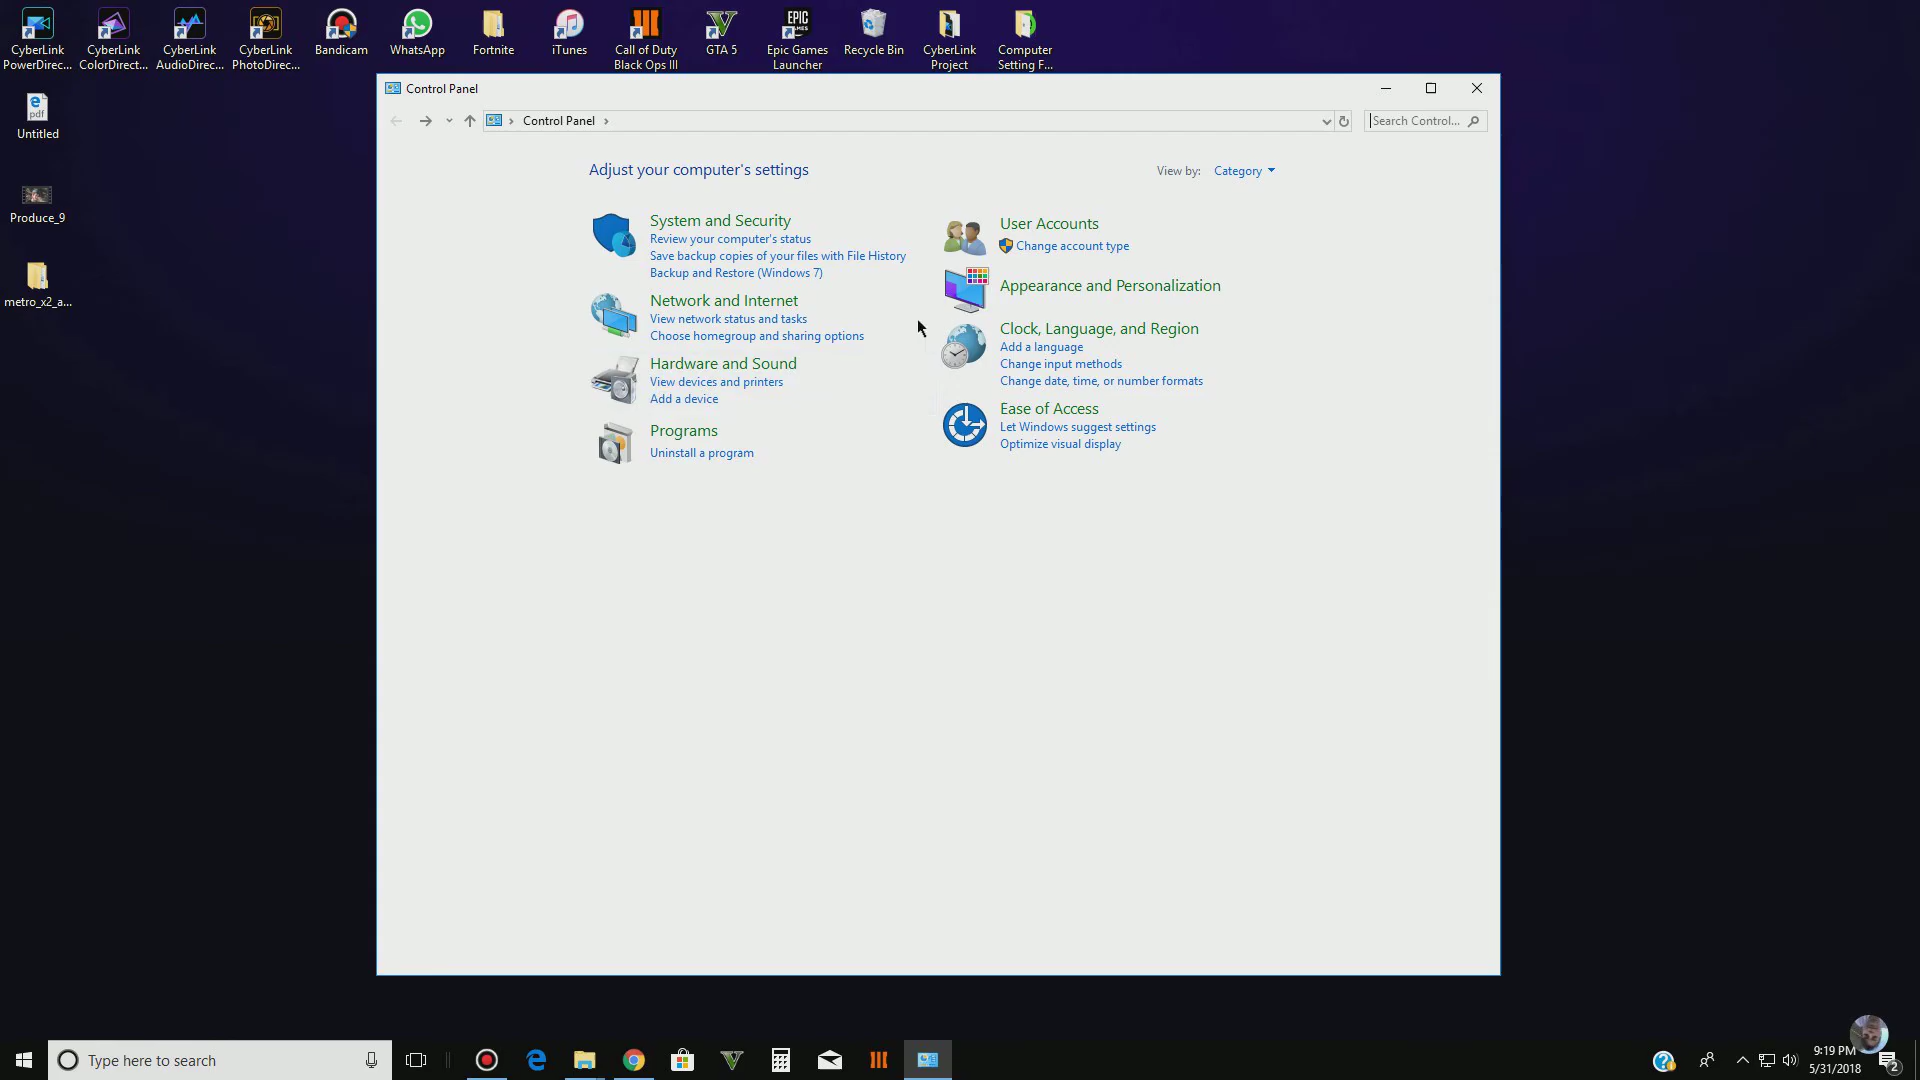 CyberLink
PowerDirec...
CyberLink
ColorDirect...
CyberLink
AudioDirec...
CyberLink
PhotoDirec...
Bandicam
WhatsApp
Fortnite
iTunes
Call of Duty
Black Ops III
GTA 5
EPIC
GAMES
Epic Games
Launcher
Recycle Bin
CyberLink
Project
Computer
Setting F...
pdf
Untitled
Produce_9
metro_x2_a...
Control Panel
Control Panel
Search Control...
Adjust your computer's settings
View by: Category
System and Security
Review your computer's status
Save backup copies of your files with File History
Backup and Restore (Windows 7)
Network and Internet
View network status and tasks
Choose homegroup and sharing options
Hardware and Sound
View devices and printers
Add a device
Programs
Uninstall a program
User Accounts
Change account type
Appearance and Personalization
Clock, Language, and Region
Add a language
Change input methods
Change date, time, or number formats
Ease of Access
Let Windows suggest settings
Optimize visual display
Type here to search
9:19 PM
5/31/2018
2